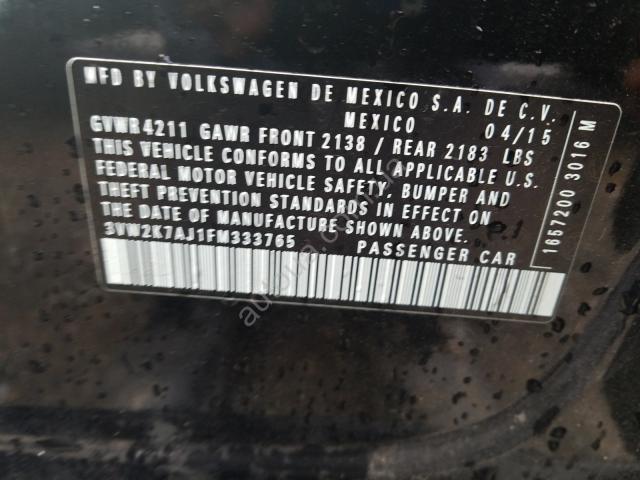 MFD BY VOLKSWAGEN DE MEXICO S.A. DE C.V.
MEXICO 04/15
GVWR 4211 GAWR FRONT 2138 / REAR 2183 LBS
THIS VEHICLE CONFORMS TO ALL APPLICABLE U.S.
FEDERAL MOTOR VEHICLE SAFETY, BUMPER AND
THEFT PREVENTION STANDARDS IN EFFECT ON
THE DATE OF MANUFACTURE SHOWN ABOVE.
3VW2K7AJ1FM333765 PASSENGER CAR
1657200 3016 M